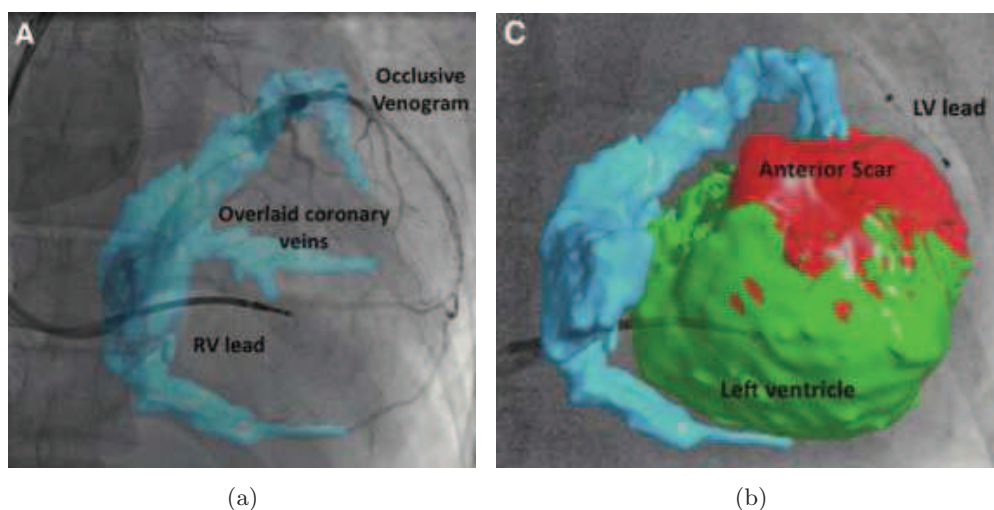 A
Occlusive
Venogram
Overlaid coronary
veins
RV lead
C
LV lead
Anterior Scar
Left ventricle
(a)
(b)